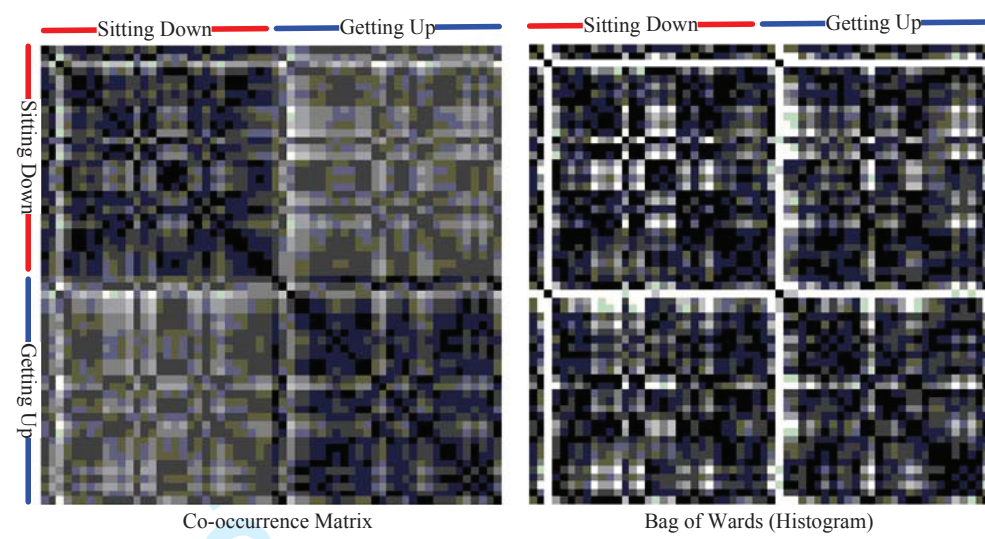 Sitting Down Getting Up
Sitting Down Getting Up
Sitting Down
Getting Up
Co-occurrence Matrix
Bag of Wards (Histogram)